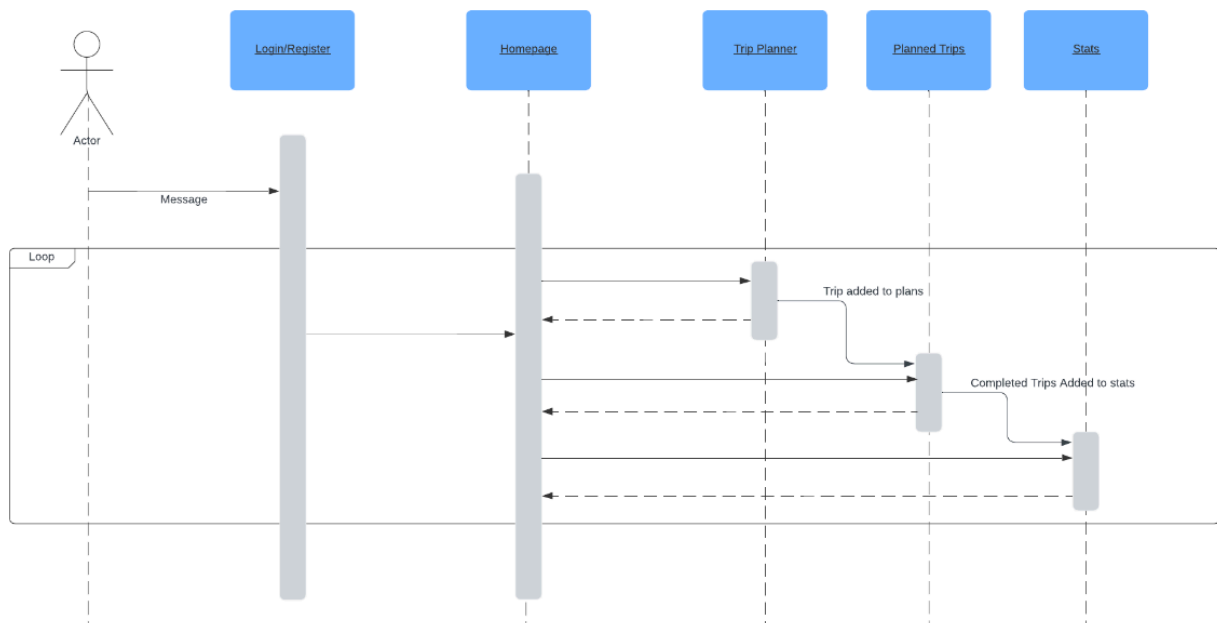 Login/Register
Homepage
Trip Planner
Planned Trips
Stats
Actor
Message
Loop
Trip added to plans
Completed Trips Added to stats